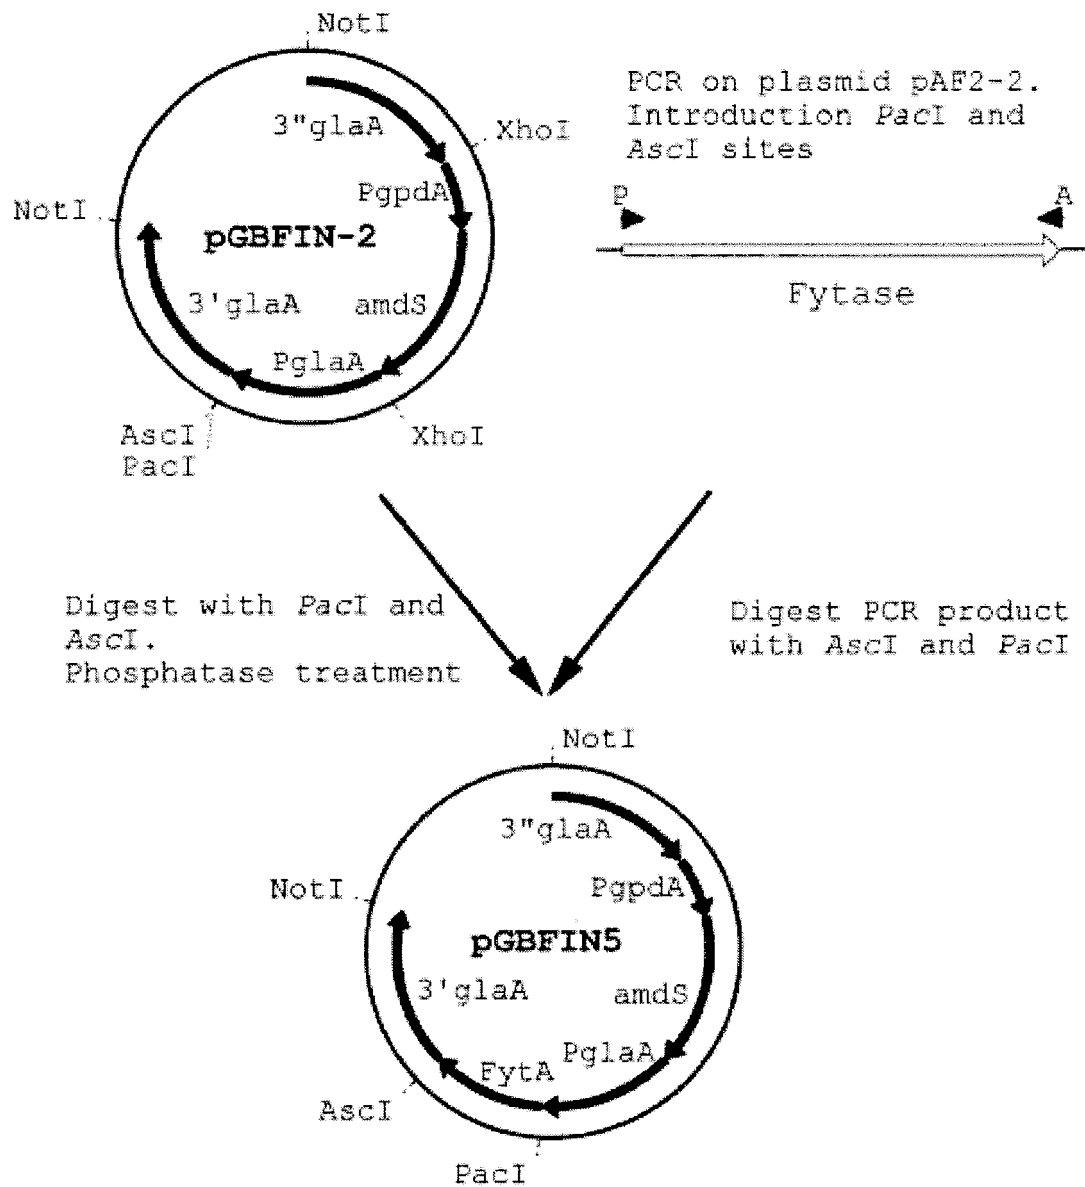 NotI
3"glaA
XhoI
PgpdA
NotI
pGBFIN-2
3'glaA
amdS
PglaA
AscI
PacI
XhoI
PCR on plasmid pAF2-2.
Introduction PacI and
AscI sites
P
A
Fytase
Digest with PacI and
AscI.
Phosphatase treatment
Digest PCR product
with AscI and PacI
NotI
3"glaA
NotI
PgpdA
pGBFIN5
3'glaA
amdS
PglaA
FytA
AscI
PacI